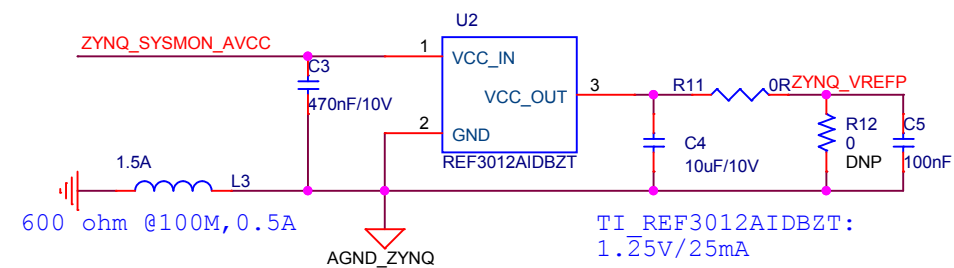 U2
ZYNQ_SYSMON_AVCC
1
VCC_IN
C3
470nF/10V
VCC_OUT
3
R11
0R
ZYNQ_VREFP
2
GND
REF3012AIDBZT
C4
10uF/10V
R12
0
DNP
C5
100nF
1.5A
L3
600 ohm @100M,0.5A
AGND_ZYNQ
TI_REF3012AIDBZT:
1.25V/25mA